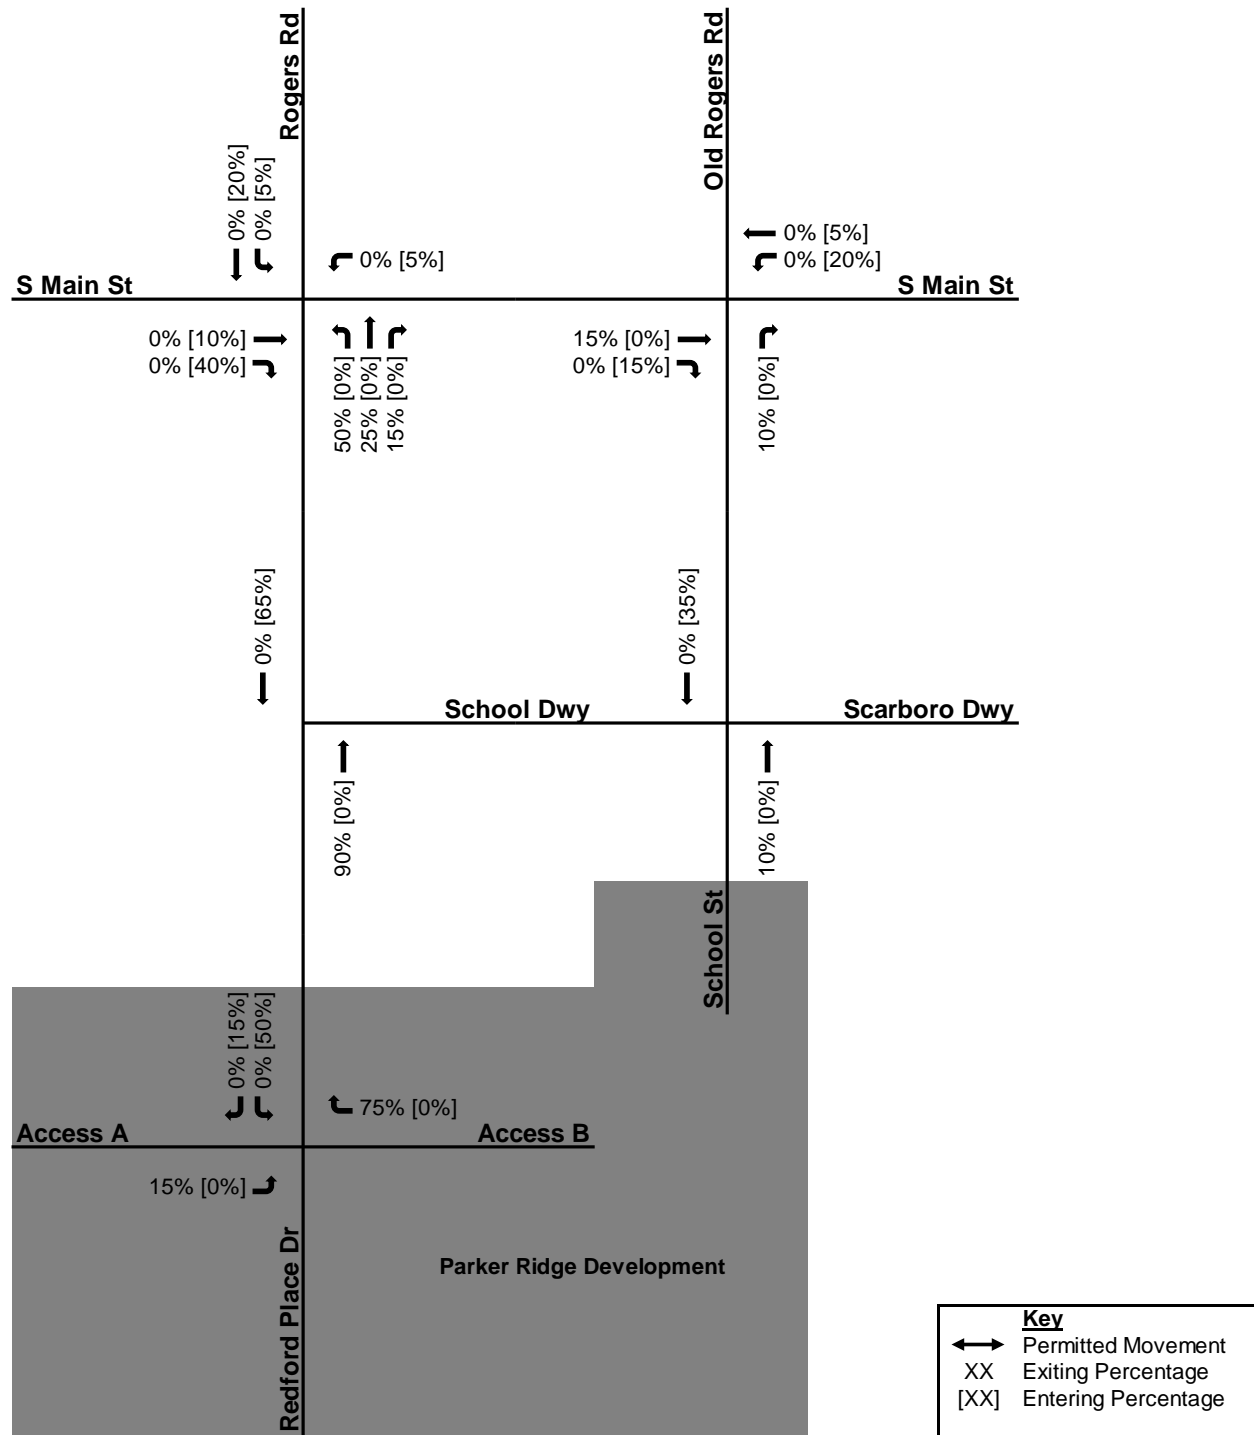 Rogers Rd
Old Rogers Rd
0% [20%]
0% [5%]
0% [5%]
0% [5%]
0% [20%]
S Main St
S Main St
0% [10%]
0% [40%]
50% [0%]
25% [0%]
15% [0%]
15% [0%]
0% [15%]
10% [0%]
0% [65%]
0% [35%]
School Dwy
Scarboro Dwy
90% [0%]
10% [0%]
School St
0% [15%]
0% [50%]
75% [0%]
Access A
Access B
15% [0%]
Redford Place Dr
Parker Ridge Development
Key
Permitted Movement
XX Exiting Percentage
[XX] Entering Percentage